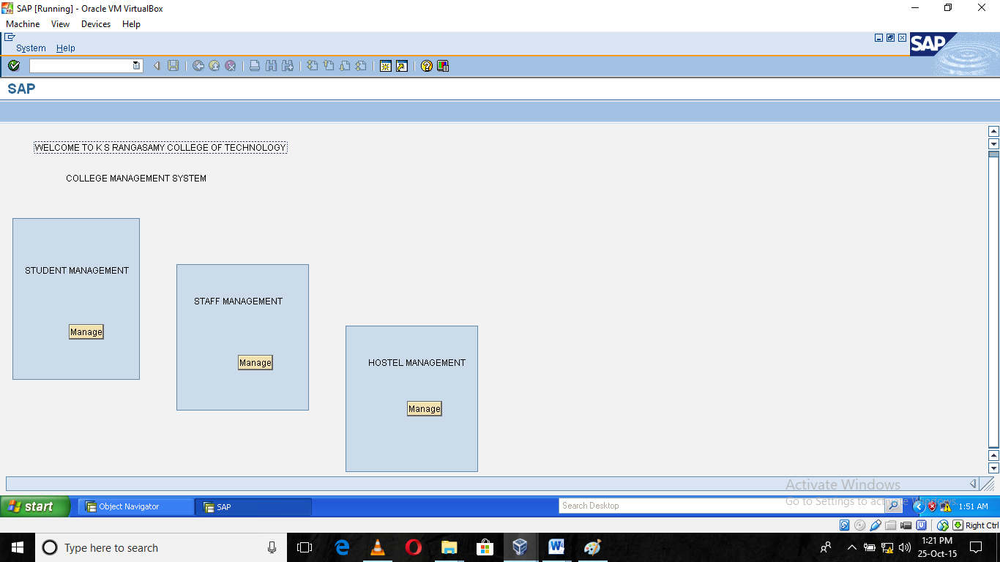 SAP [Running] - Oracle VM VirtualBox
Machine View Devices Help
System Help
SAP
SAP
WELCOME TO K S RANGASAMY COLLEGE OF TECHNOLOGY
COLLEGE MANAGEMENT SYSTEM
STUDENT MANAGEMENT
Manage
STAFF MANAGEMENT
Manage
HOSTEL MANAGEMENT
Manage
Activate Windows
Go to Settings to activate Windows.
start
Object Navigator
SAP
Search Desktop
1:51 AM
Right Ctrl
Type here to search
1:21 PM
25-Oct-15